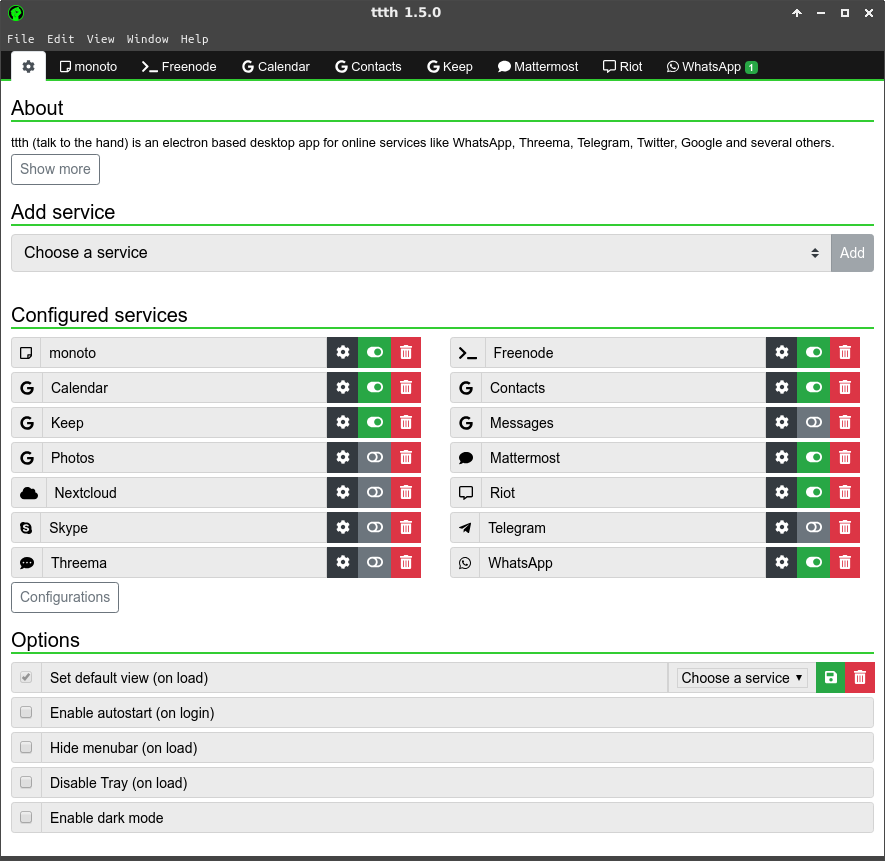 ttth 1.5.0
File Edit View Window Help
monoto Freenode Calendar Contacts Keep Mattermost Riot WhatsApp 1
About
ttth (talk to the hand) is an electron based desktop app for online services like WhatsApp, Threema, Telegram, Twitter, Google and several others.
Show more
Add service
Choose a service Add
Configured services
monoto Freenode
Calendar Contacts
Keep Messages
Photos Mattermost
Nextcloud Riot
Skype Telegram
Threema WhatsApp
Configurations
Options
Set default view (on load) Choose a service
Enable autostart (on login)
Hide menubar (on load)
Disable Tray (on load)
Enable dark mode